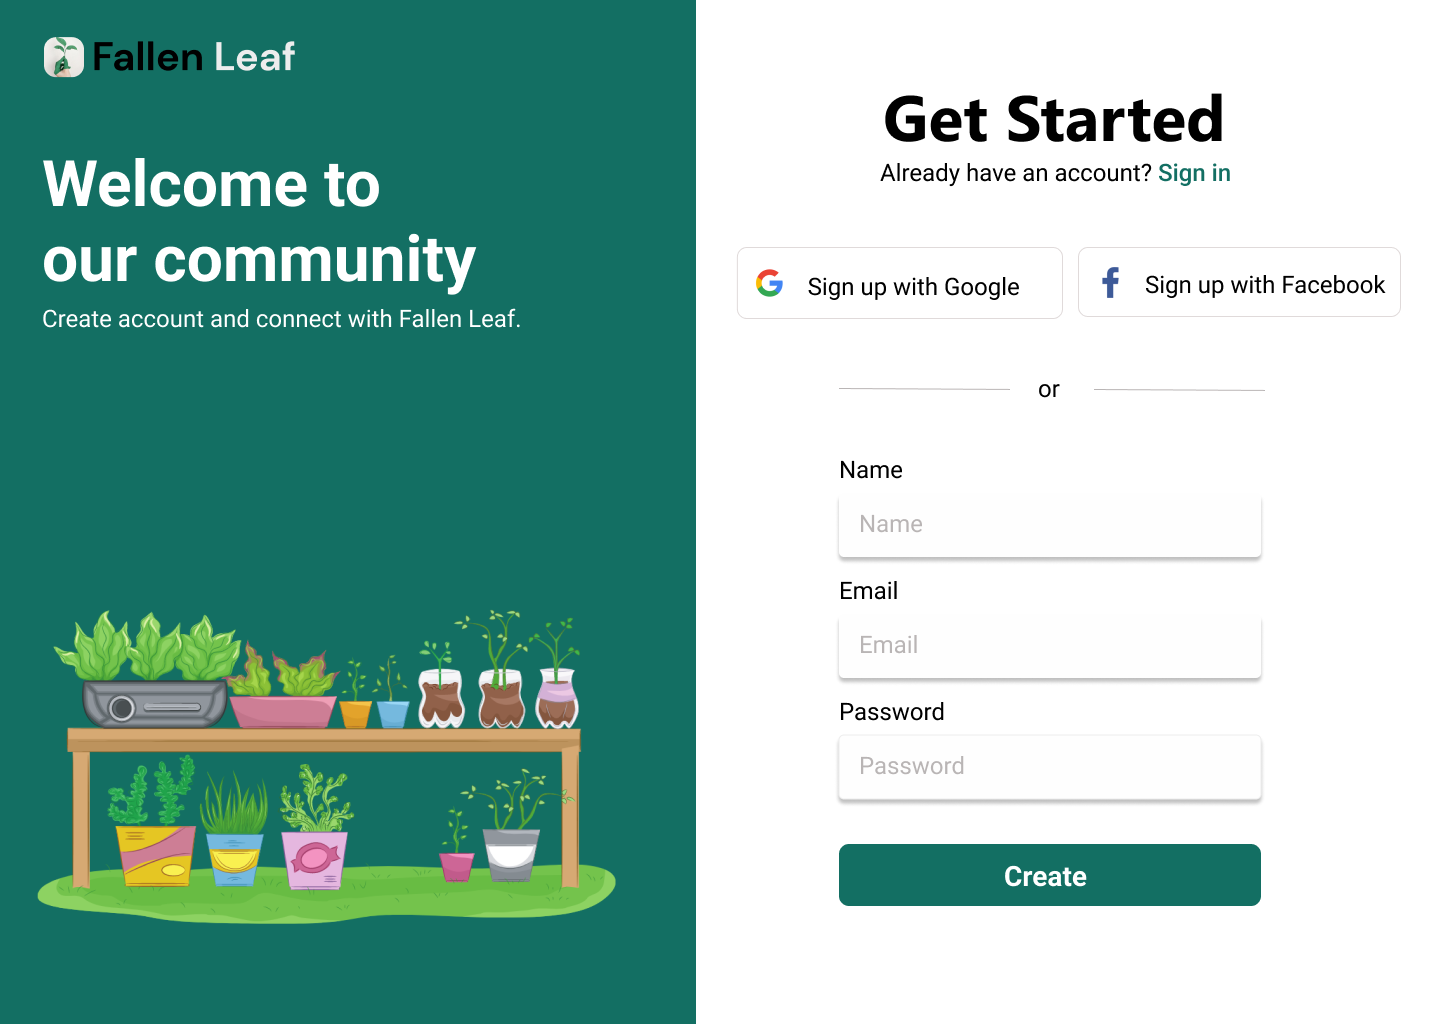 Fallen Leaf
Welcome to
our community
Create account and connect with Fallen Leaf.
Get Started
Already have an account? Sign in
Sign up with Google
Sign up with Facebook
or
Name
Name
Email
Email
Password
Password
Create